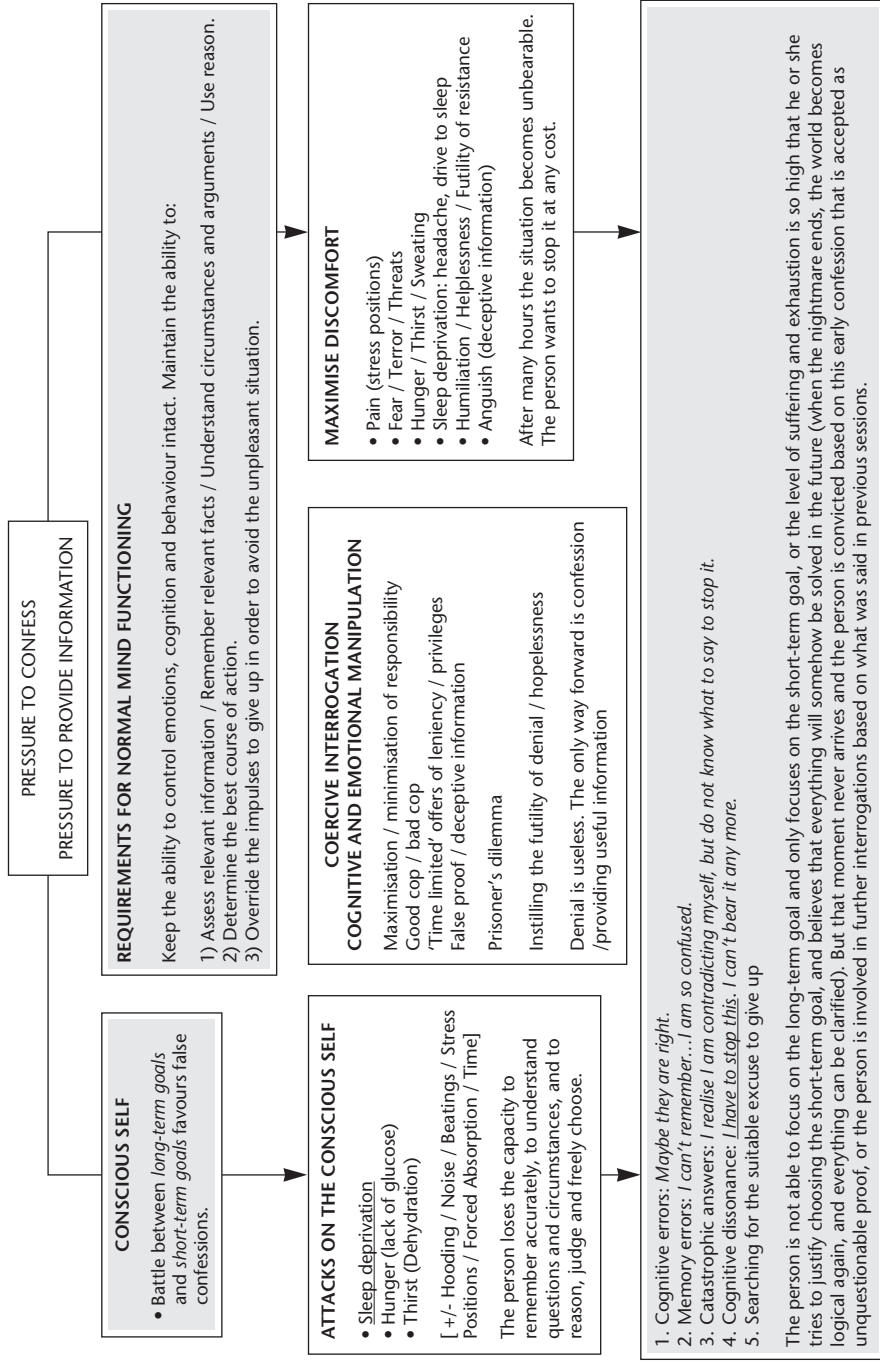 PRESSURE TO CONFESS
PRESSURE TO PROVIDE INFORMATION
CONSCIOUS SELF
• Battle between long-term goals
and short-term goals favours false
confessions.
REQUIREMENTS FOR NORMAL MIND FUNCTIONING
Keep the ability to control emotions, cognition and behaviour intact. Maintain the ability to:
1) Assess relevant information / Remember relevant facts / Understand circumstances and arguments / Use reason.
2) Determine the best course of action.
3) Override the impulses to give up in order to avoid the unpleasant situation.
ATTACKS ON THE CONSCIOUS SELF
• Sleep deprivation
• Hunger (lack of glucose)
• Thirst (Dehydration)
[ +/- Hooding / Noise / Beatings / Stress
Positions / Forced Absorption / Time]
The person loses the capacity to
remember accurately, to understand
questions and circumstances, and to
reason, judge and freely choose.
COERCIVE INTERROGATION
COGNITIVE AND EMOTIONAL MANIPULATION
Maximisation / minimisation of responsibility
Good cop / bad cop
'Time limited' offers of leniency / privileges
False proof / deceptive information
Prisoner's dilemma
Instilling the futility of denial / hopelessness
Denial is useless. The only way forward is confession
/providing useful information
MAXIMISE DISCOMFORT
• Pain (stress positions)
• Fear / Terror / Threats
• Hunger / Thirst / Sweating
• Sleep deprivation: headache, drive to sleep
• Humiliation / Helplessness / Futility of resistance
• Anguish (deceptive information)
After many hours the situation becomes unbearable.
The person wants to stop it at any cost.
1. Cognitive errors: Maybe they are right.
2. Memory errors: I can't remember…I am so confused.
3. Catastrophic answers: I realise I am contradicting myself, but do not know what to say to stop it.
4. Cognitive dissonance: I have to stop this. I can't bear it any more.
5. Searching for the suitable excuse to give up
The person is not able to focus on the long-term goal and only focuses on the short-term goal, or the level of suffering and exhaustion is so high that he or she
tries to justify choosing the short-term goal, and believes that everything will somehow be solved in the future (when the nightmare ends, the world becomes
logical again, and everything can be clarified). But that moment never arrives and the person is convicted based on this early confession that is accepted as
unquestionable proof, or the person is involved in further interrogations based on what was said in previous sessions.